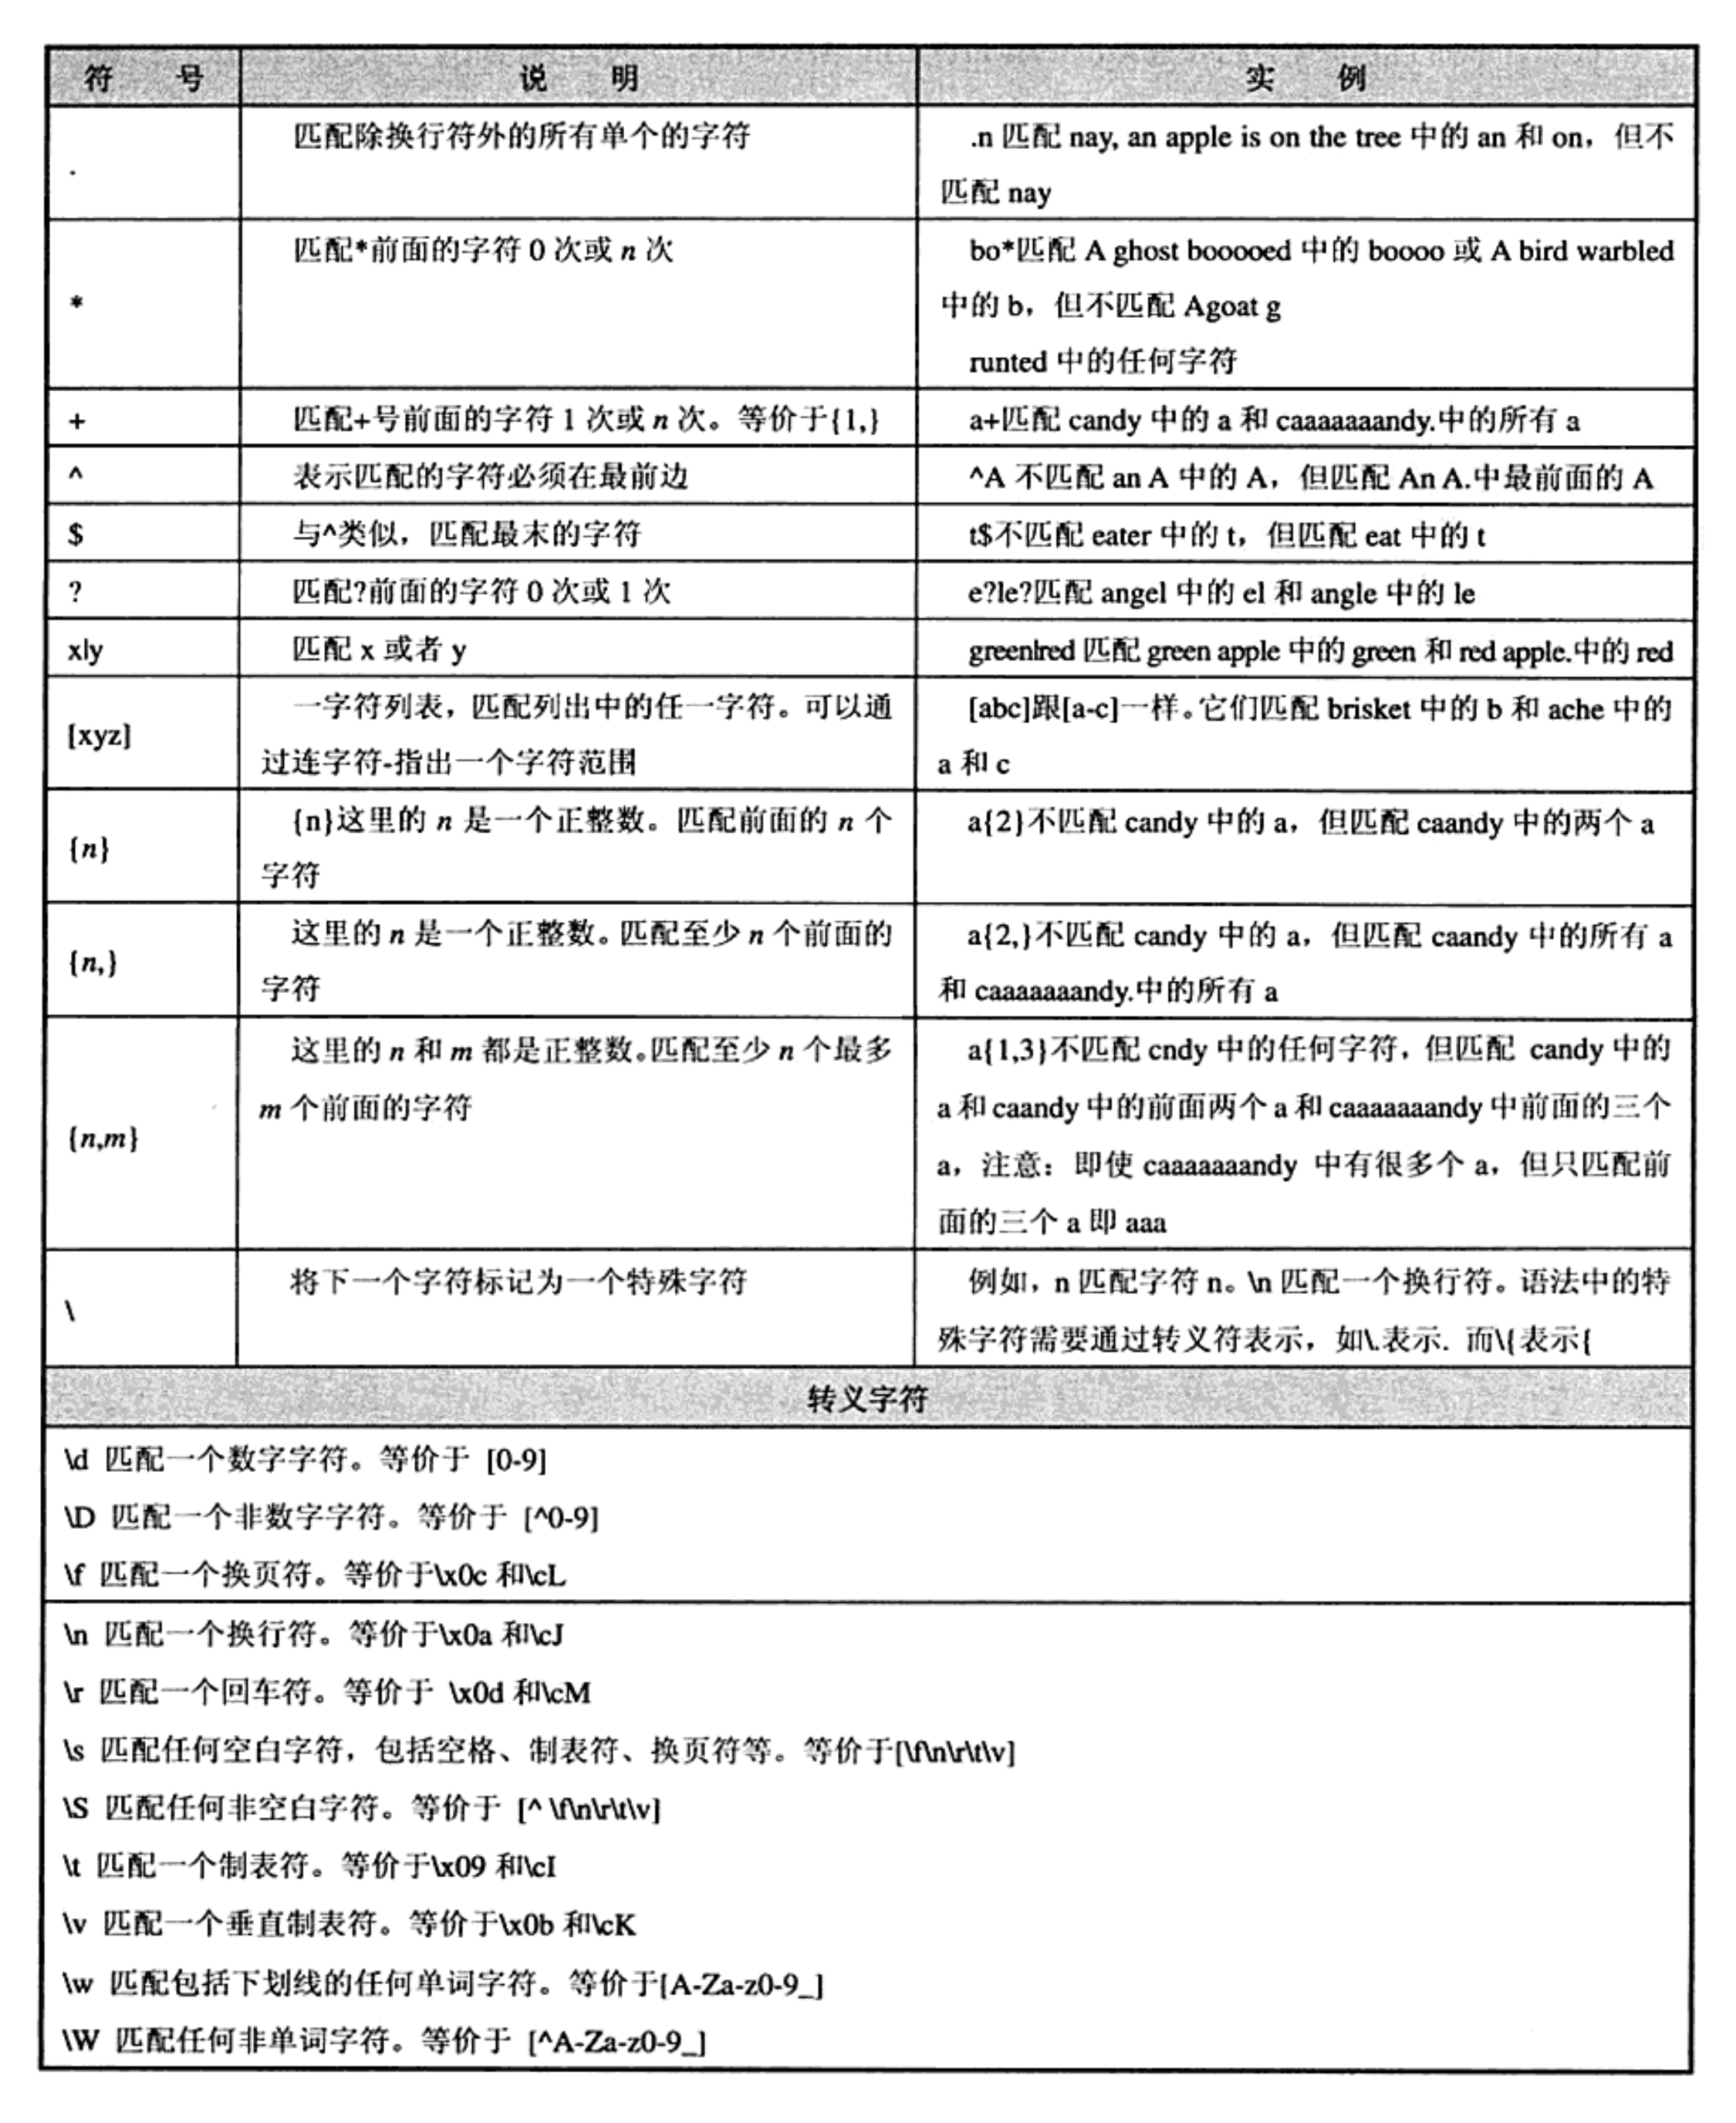 符 号 说 明 实 例
. 匹配除换行符外的所有单个的字符 .n 匹配 nay, an apple is on the tree 中的 an 和 on，但不
匹配 nay
* 匹配*前面的字符 0 次或 n 次 bo*匹配 A ghost booooed 中的 boooo 或 A bird warbled
中的 b，但不匹配 Agoat g
runted 中的任何字符
+ 匹配+号前面的字符 1 次或 n 次。等价于{1,} a+匹配 candy 中的 a 和 caaaaaaandy.中的所有 a
^ 表示匹配的字符必须在最前边 ^A 不匹配 an A 中的 A，但匹配 An A.中最前面的 A
$ 与^类似，匹配最末的字符 t$不匹配 eater 中的 t，但匹配 eat 中的 t
? 匹配?前面的字符 0 次或 1 次 e?le?匹配 angel 中的 el 和 angle 中的 le
x|y 匹配 x 或者 y green|red 匹配 green apple 中的 green 和 red apple.中的 red
[xyz] 一字符列表，匹配列出中的任一字符。可以通 [abc]跟[a-c]一样。它们匹配 brisket 中的 b 和 ache 中的
过连字符-指出一个字符范围 a 和 c
{n} {n}这里的 n 是一个正整数。匹配前面的 n 个 a{2}不匹配 candy 中的 a，但匹配 caandy 中的两个 a
字符
{n,} 这里的 n 是一个正整数。匹配至少 n 个前面的 a{2,}不匹配 candy 中的 a，但匹配 caandy 中的所有 a
字符 和 caaaaaaandy.中的所有 a
{n,m} 这里的 n 和 m 都是正整数。匹配至少 n 个最多 a{1,3}不匹配 cndy 中的任何字符，但匹配 candy 中的
m 个前面的字符 a 和 caandy 中的前面两个 a 和 caaaaaaandy 中前面的三个
a，注意：即使 caaaaaaandy 中有很多个 a，但只匹配前
面的三个 a 即 aaa
\ 将下一个字符标记为一个特殊字符 例如，n 匹配字符 n。\n 匹配一个换行符。语法中的特
殊字符需要通过转义符表示，如\.表示. 而\{表示{
转义字符
\d 匹配一个数字字符。等价于 [0-9]
\D 匹配一个非数字字符。等价于 [^0-9]
\f 匹配一个换页符。等价于\x0c 和\cL
\n 匹配一个换行符。等价于\x0a 和\cJ
\r 匹配一个回车符。等价于 \x0d 和\cM
\s 匹配任何空白字符，包括空格、制表符、换页符等。等价于[\f\n\r\t\v]
\S 匹配任何非空白字符。等价于 [^ \f\n\r\t\v]
\t 匹配一个制表符。等价于\x09 和\cI
\v 匹配一个垂直制表符。等价于\x0b 和\cK
\w 匹配包括下划线的任何单词字符。等价于[A-Za-z0-9_]
\W 匹配任何非单词字符。等价于 [^A-Za-z0-9_]